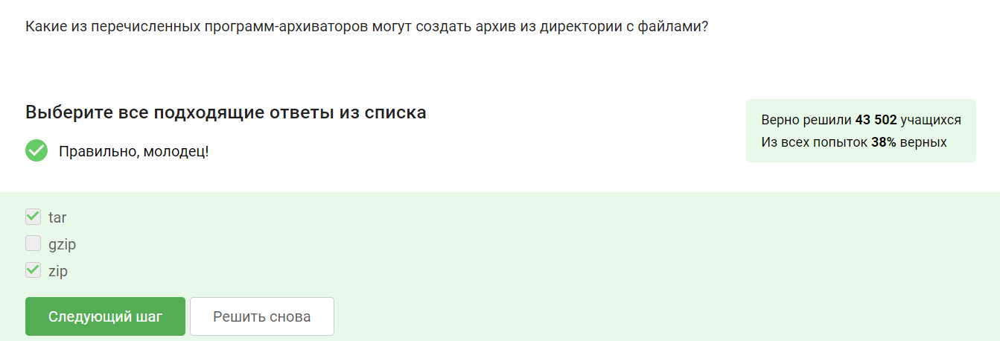 Какие из перечисленных программ-архиваторов могут создать архив из директории с файлами?
Выберите все подходящие ответы из списка
Правильно, молодец!
Верно решили 43 502 учащихся
Из всех попыток 38% верных
tar
gzip
zip
Следующий шаг
Решить снова